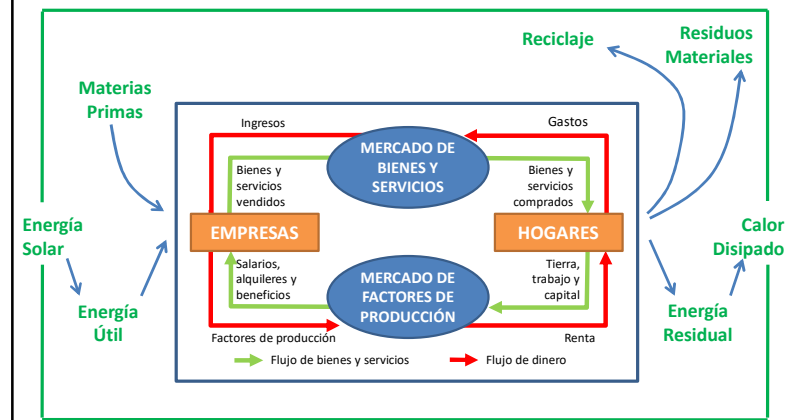 Reciclaje
Residuos
Materiales
Materias
Primas
Ingresos
Gastos
MERCADO DE
BIENES Y
SERVICIOS
Bienes y
servicios
vendidos
Bienes y
servicios
comprados
Energía
Solar
EMPRESAS
HOGARES
Calor
Disipado
Salarios,
alquileres y
beneficios
MERCADO DE
FACTORES DE
PRODUCCIÓN
Tierra,
trabajo y
capital
Energía
Útil
Energía
Residual
Factores de producción
Renta
Flujo de bienes y servicios
Flujo de dinero